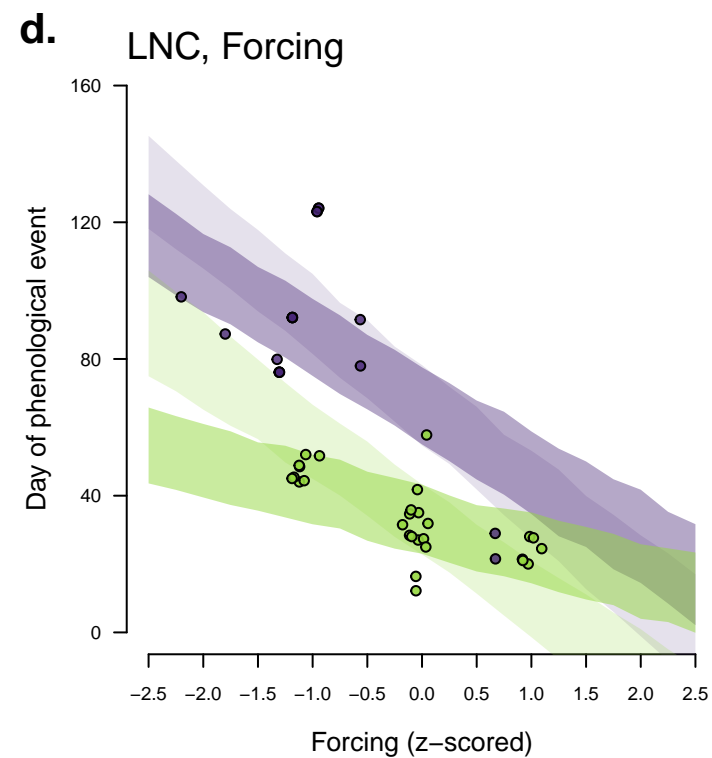 d.
LNC, Forcing
160
120
80
40
0
Day of phenological event
−2.5 −2.0 −1.5 −1.0 −0.5 0.0 0.5 1.0 1.5 2.0 2.5
Forcing (z−scored)